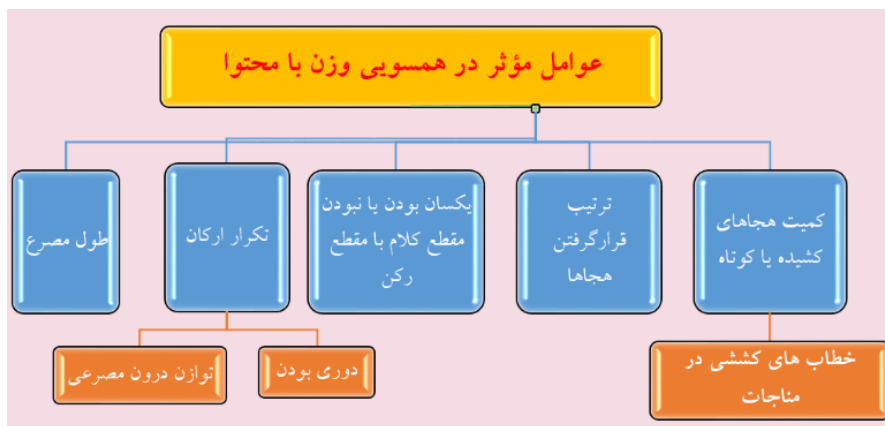 عوامل مؤثر در همسویی وزن با محتوا
کمیت هجاهای
کشیده یا کوتاه
ترتیب
قرارگرفتن
هجاها
یکسان بودن یا نبودن
مقطع کلام با مقطع
رکن
تکرار ارکان
طول مصرع
خطاب های کششی در
مناجات
دوری بودن
توازن درون مصرعی